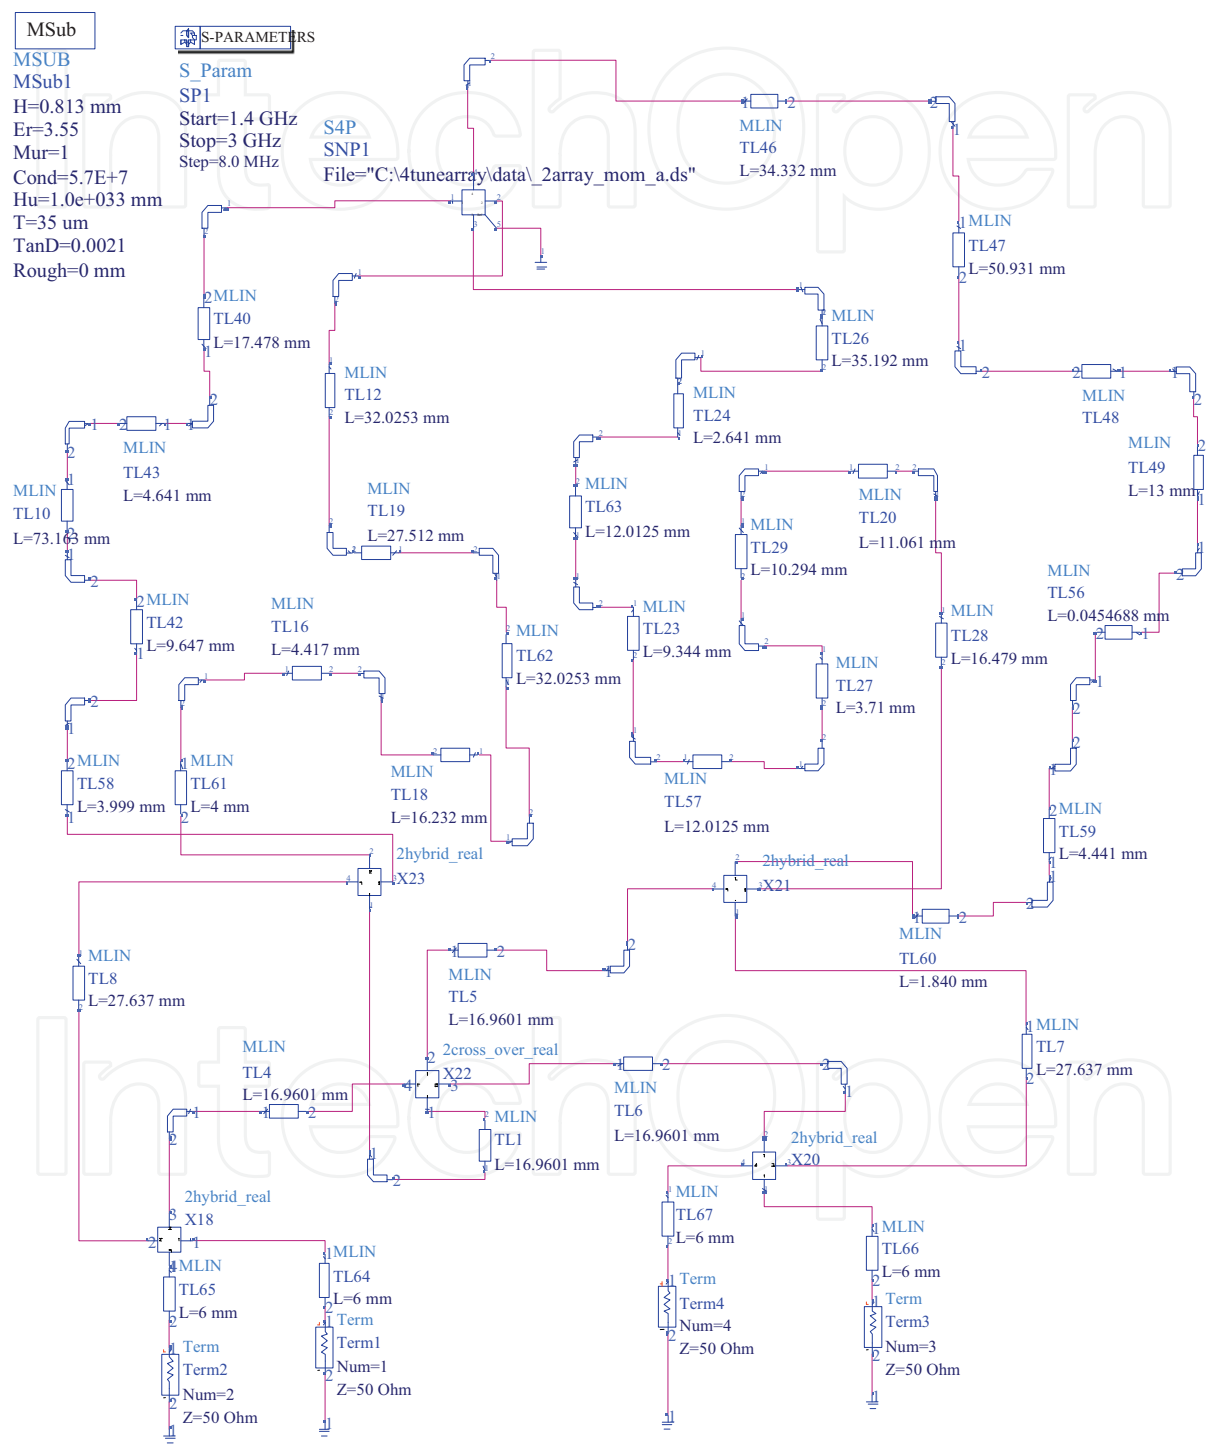 MSub
MSUB
MSub1
H=0.813 mm
Er=3.55
Mur=1
Cond=5.7E+7
Hu=1.0e+033 mm
T=35 um
TanD=0.0021
Rough=0 mm
S-PARAMETERS
S_Param
SP1
Start=1.4 GHz
Stop=3 GHz
Step=8.0 MHz
S4P
SNP1
File="C:\4tunearray\data\_2array_mom_a.ds"
MLIN
TL46
L=34.332 mm
MLIN
TL47
L=50.931 mm
MLIN
TL40
L=17.478 mm
MLIN
TL12
L=32.0253 mm
MLIN
TL26
L=35.192 mm
MLIN
TL24
L=2.641 mm
MLIN
TL48
MLIN
TL49
L=13 mm
MLIN
TL43
L=4.641 mm
MLIN
TL10
L=73.163 mm
MLIN
TL19
L=27.512 mm
MLIN
TL63
L=12.0125 mm
MLIN
TL20
L=11.061 mm
MLIN
TL29
L=10.294 mm
MLIN
TL56
L=0.0454688 mm
MLIN
TL42
L=9.647 mm
MLIN
TL16
L=4.417 mm
MLIN
TL62
L=32.0253 mm
MLIN
TL23
L=9.344 mm
MLIN
TL28
L=16.479 mm
MLIN
TL27
L=3.71 mm
MLIN
TL58
L=3.999 mm
MLIN
TL61
L=4 mm
MLIN
TL18
L=16.232 mm
MLIN
TL57
L=12.0125 mm
MLIN
TL59
L=4.441 mm
2hybrid_real
X23
2hybrid_real
X21
MLIN
TL60
L=1.840 mm
MLIN
TL8
L=27.637 mm
MLIN
TL5
L=16.9601 mm
MLIN
TL7
L=27.637 mm
MLIN
TL4
L=16.9601 mm
2cross_over_real
X22
MLIN
TL6
L=16.9601 mm
MLIN
TL1
L=16.9601 mm
2hybrid_real
X20
2hybrid_real
X18
MLIN
TL67
L=6 mm
MLIN
TL66
L=6 mm
MLIN
TL65
L=6 mm
MLIN
TL64
L=6 mm
Term
Term4
Num=4
Z=50 Ohm
Term
Term3
Num=3
Z=50 Ohm
Term
Term1
Num=1
Z=50 Ohm
Term
Term2
Num=2
Z=50 Ohm
IntechOpen
IntechOpen